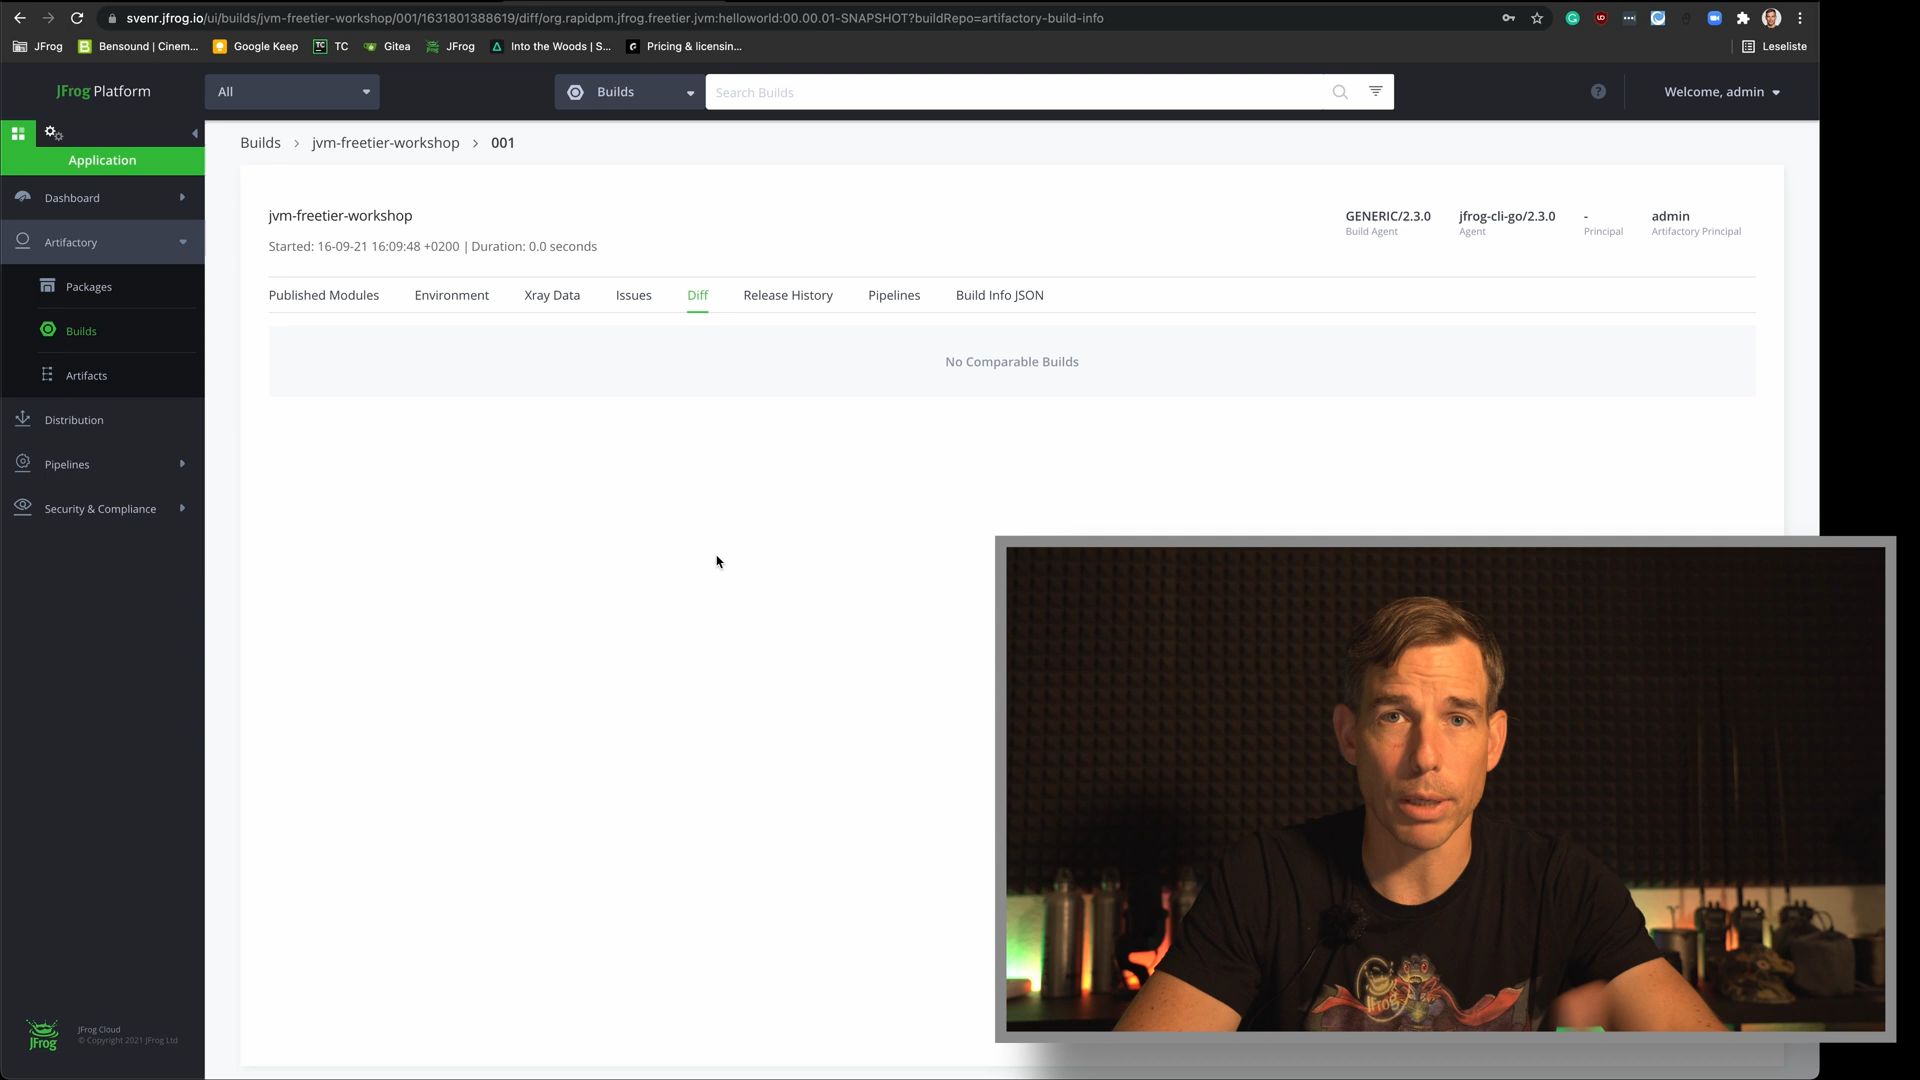 svenr.jfrog.io/ui/builds/jvm-freetier-workshop/001/1631801388619/diff/org.rapidpm.jfrog.freetier.jvm:helloworld:00.00.01-SNAPSHOT?buildRepo=artifactory-build-info
JFrog
Bensound | Cinem...
Google Keep
TC
TC
Gitea
JFrog
Into the Woods | S...
Pricing & licensin...
Leseliste
JFrog Platform
All
Builds
Search Builds
Welcome, admin
Application
Dashboard
Artifactory
Packages
Builds
Artifacts
Distribution
Pipelines
Security & Compliance
Builds > jvm-freetier-workshop > 001
jvm-freetier-workshop
Started: 16-09-21 16:09:48 +0200 | Duration: 0.0 seconds
GENERIC/2.3.0
Build Agent
jfrog-cli-go/2.3.0
Agent
-
Principal
admin
Artifactory Principal
Published Modules
Environment
Xray Data
Issues
Diff
Release History
Pipelines
Build Info JSON
No Comparable Builds
JFrog
JFrog Cloud
© Copyright 2021 JFrog Ltd
JFrog